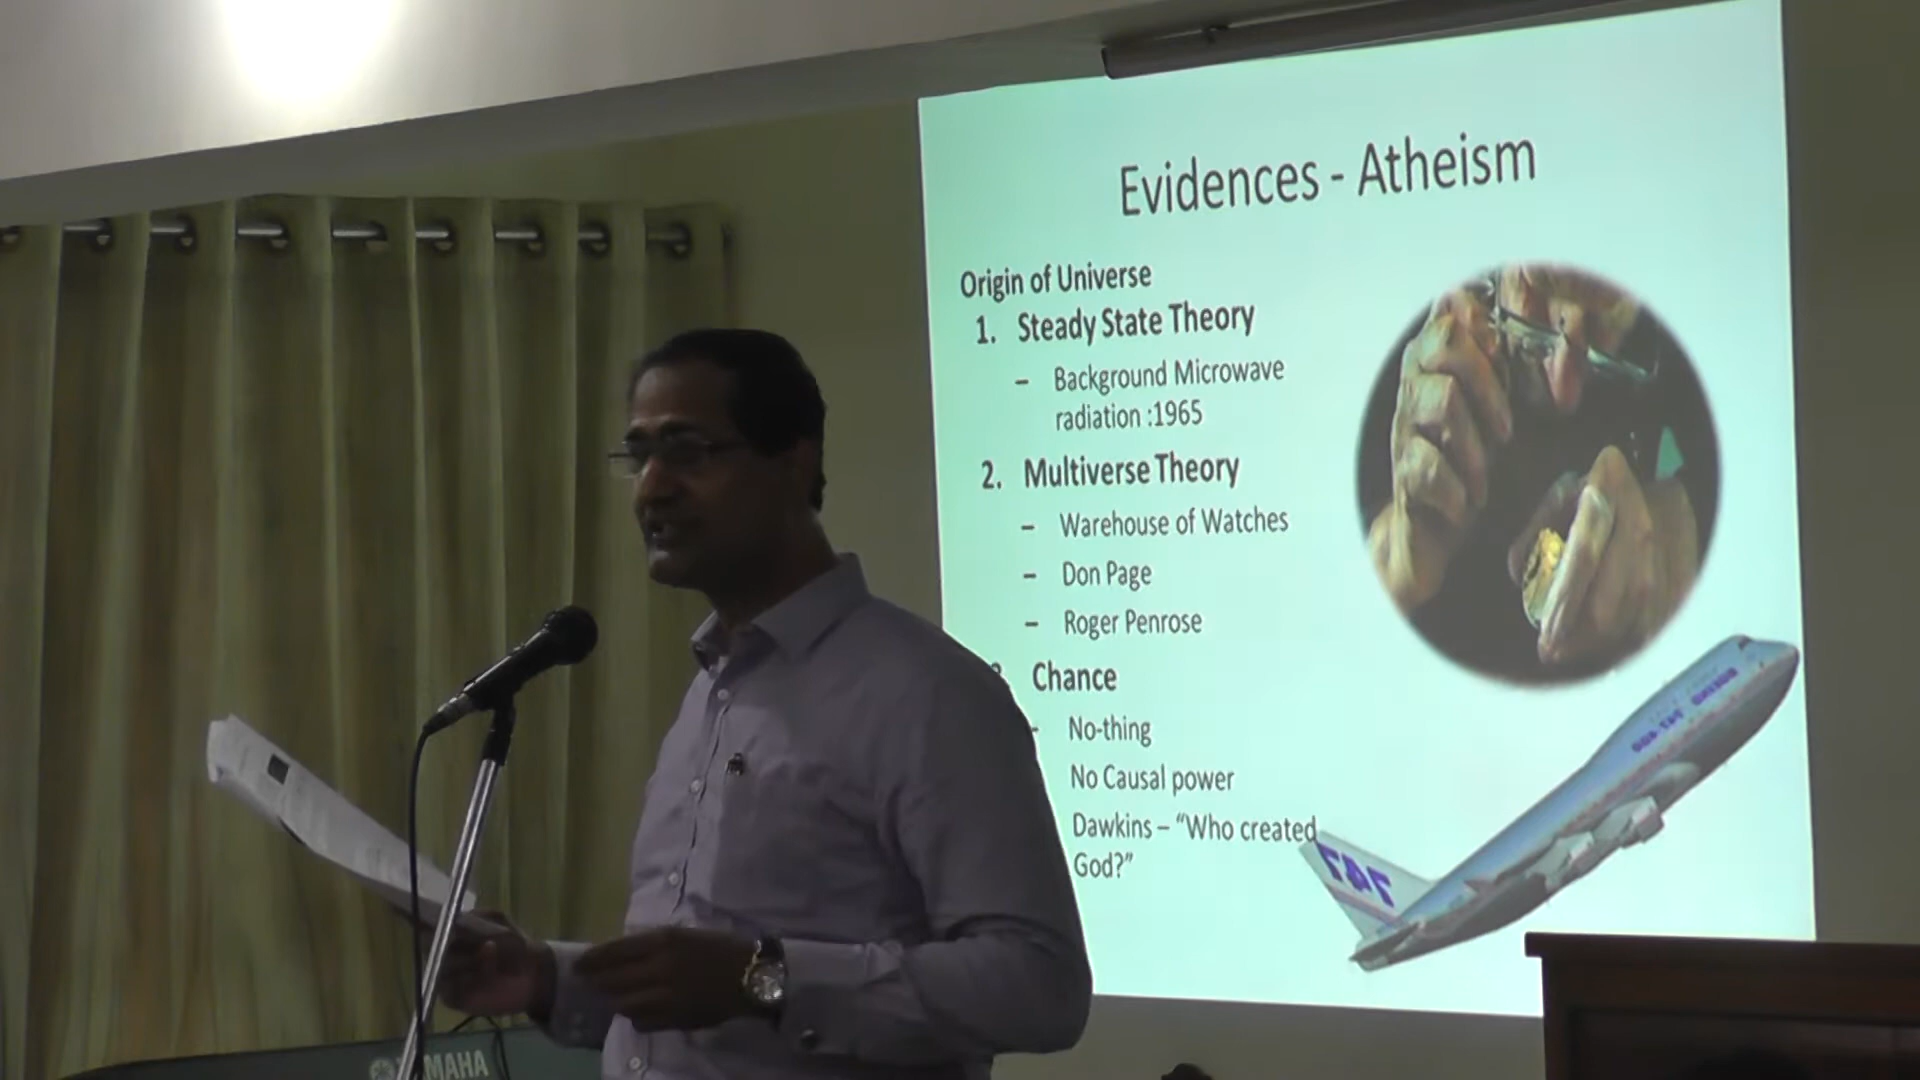 Evidences - Atheism
Origin of Universe
1. Steady State Theory
– Background Microwave
radiation :1965
2. Multiverse Theory
– Warehouse of Watches
– Don Page
– Roger Penrose
Chance
- No-thing
No Causal power
Dawkins – “Who created
God?”
747
YAMAHA